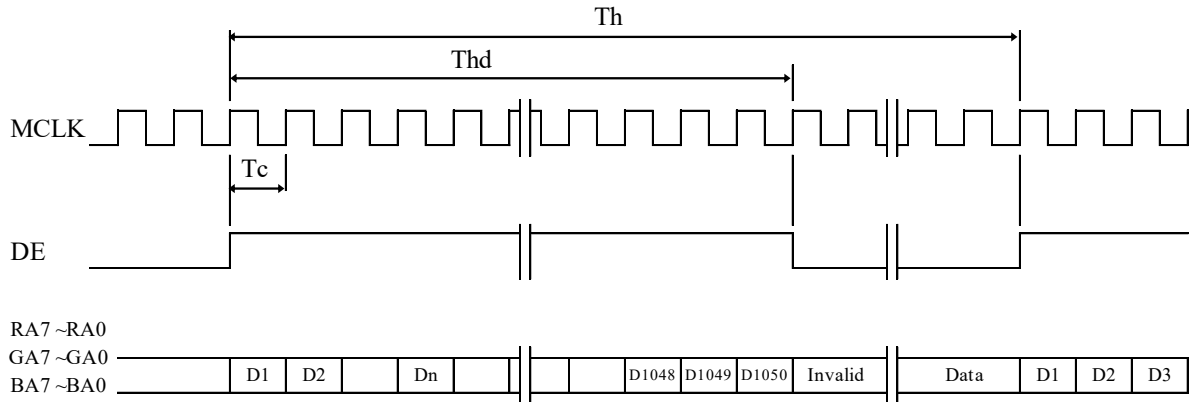 Th
Thd
MCLK
Tc
DE
RA7 ~RA0
GA7 ~GA0
BA7 ~BA0
D1 D2 Dn D1048 D1049 D1050 Invalid Data D1 D2 D3